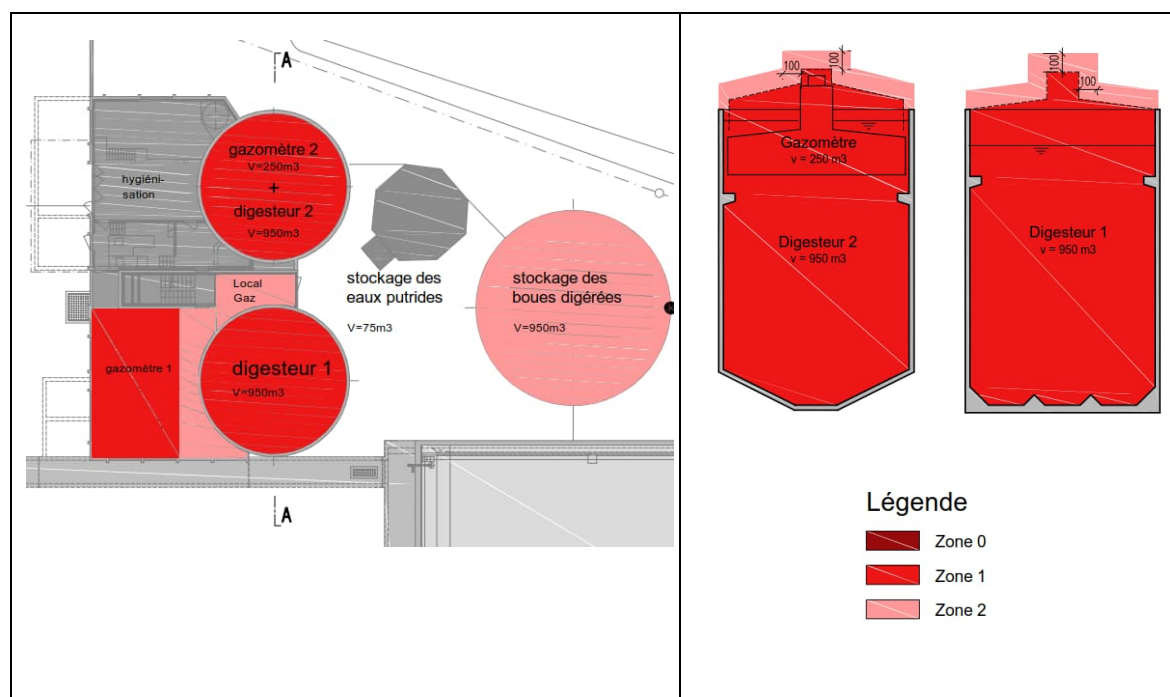 A
gazomètre 2
V=250m3
+
digesteur 2
V=950m3
hygiéni-
sation
Local
Gaz
stockage des
eaux putrides
V=75m3
stockage des
boues digérées
V=950m3
gazomètre 1
digesteur 1
V=950m3
A
100
100
Gazomètre
v = 250 m3
Digesteur 2
v = 950 m3
100
100
Digesteur 1
v = 950 m3
Légende
Zone 0
Zone 1
Zone 2